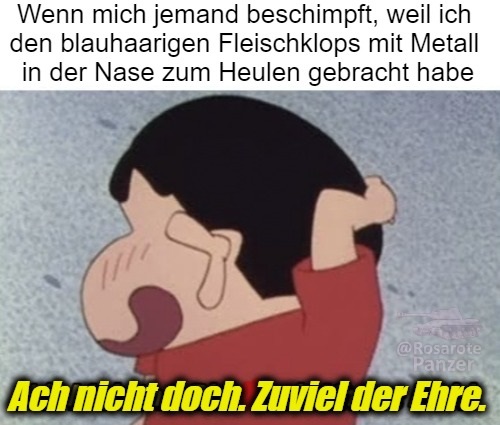 Wenn mich jemand beschimpft, weil ich
den blauhaarigen Fleischklops mit Metall
in der Nase zum Heulen gebracht habe
@Rosarote
Panzer
Ach nicht doch. Zuviel der Ehre.